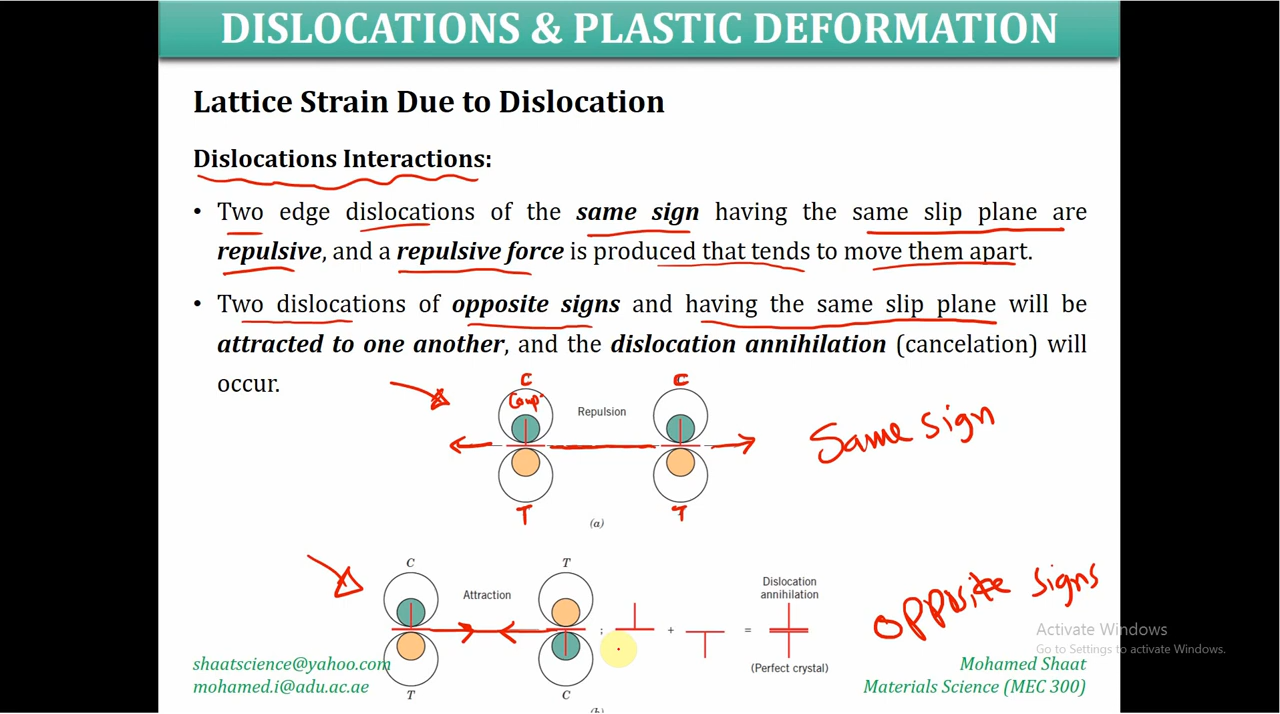 DISLOCATIONS & PLASTIC DEFORMATION
Lattice Strain Due to Dislocation
Dislocations Interactions:
• Two edge dislocations of the same sign having the same slip plane are
repulsive, and a repulsive force is produced that tends to move them apart.
• Two dislocations of opposite signs and having the same slip plane will be
attracted to one another, and the dislocation annihilation (cancelation) will
occur.
C C
Comp.
Repulsion
Same sign
T T
(a)
C T
Attraction
Dislocation
annihilation
opposite signs
; + =
(Perfect crystal)
T C
(b)
shaatscience@yahoo.com
mohamed.i@adu.ac.ae
Mohamed Shaat
Materials Science (MEC 300)
Activate Windows
Go to Settings to activate Windows.